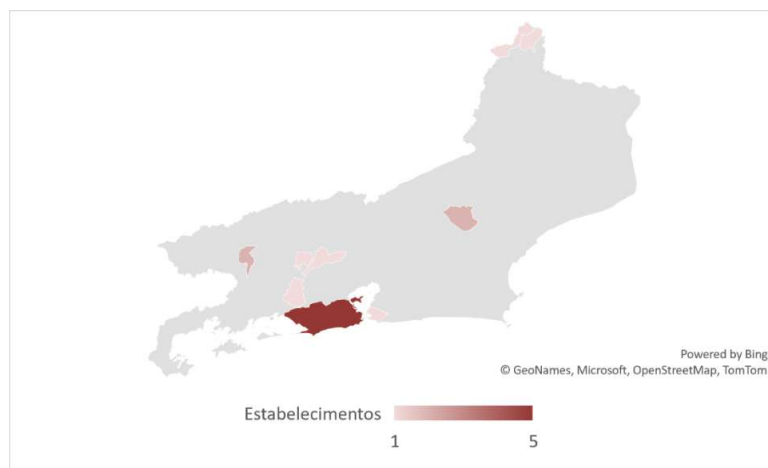 Powered by Bing
© GeoNames, Microsoft, OpenStreetMap, TomTom
Estabelecimentos
1 5